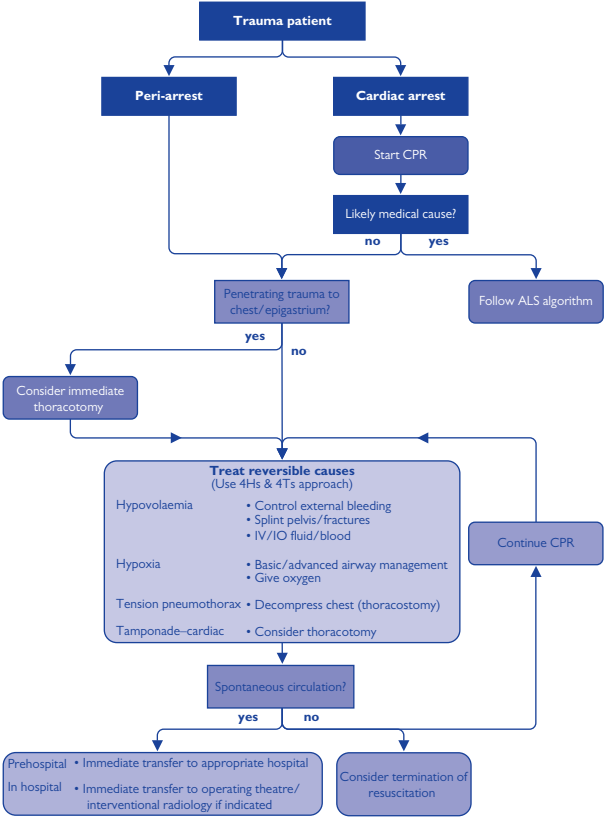 Trauma patient
Peri-arrest
Cardiac arrest
Start CPR
Likely medical cause?
no
yes
Penetrating trauma to
chest/epigastrium?
Follow ALS algorithm
yes
no
Consider immediate
thoracotomy
Treat reversible causes
(Use 4Hs & 4Ts approach)
Hypovolaemia
• Control external bleeding
• Splint pelvis/fractures
• IV/IO fluid/blood
Hypoxia
• Basic/advanced airway management
• Give oxygen
Tension pneumothorax • Decompress chest (thoracostomy)
Tamponade–cardiac • Consider thoracotomy
Continue CPR
Spontaneous circulation?
yes
no
Prehospital • Immediate transfer to appropriate hospital
In hospital • Immediate transfer to operating theatre/
interventional radiology if indicated
Consider termination of
resuscitation